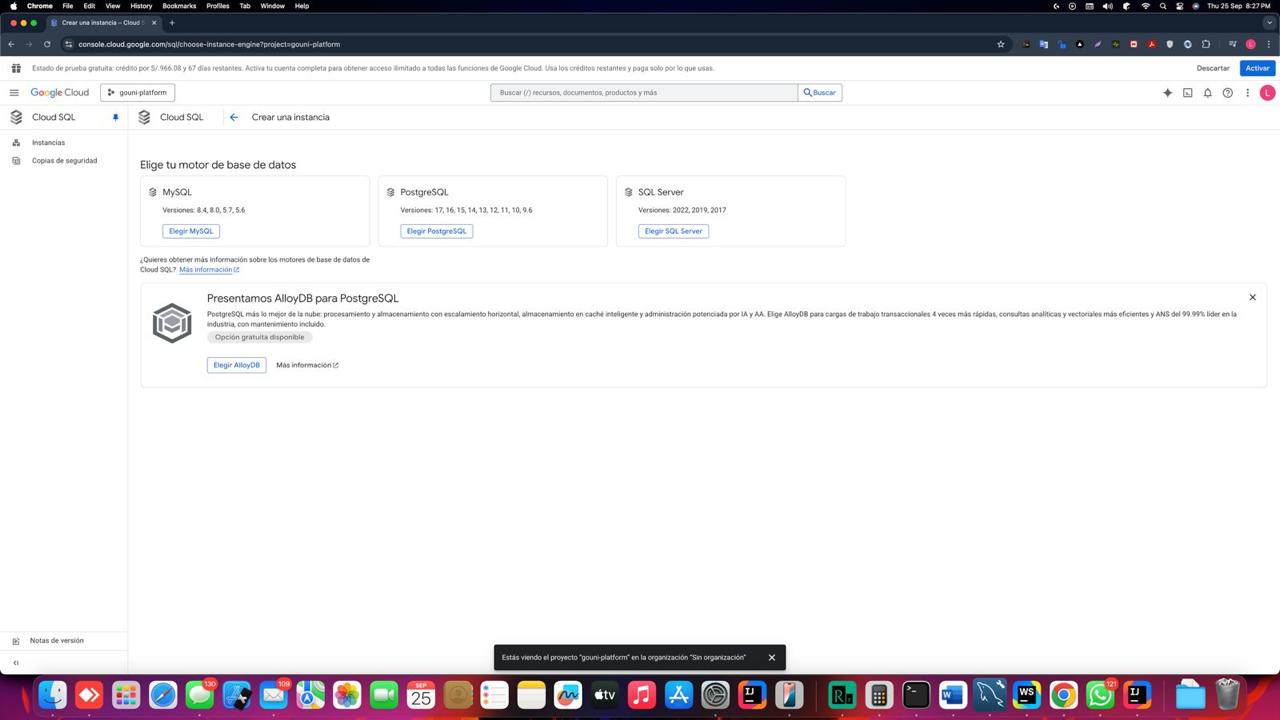 Chrome File Edit View History Bookmarks Profiles Tab Window Help
Thu 25 Sep 8:27 PM
Crear una instancia – Cloud S
console.cloud.google.com/sql/choose-instance-engine?project=gouni-platform
Estado de prueba gratuita: crédito por S/.966.08 y 67 días restantes. Activa tu cuenta completa para obtener acceso ilimitado a todas las funciones de Google Cloud. Usa los créditos restantes y paga solo por lo que usas.
Descartar Activar
Google Cloud gouni-platform Buscar (/) recursos, documentos, productos y más Buscar L
Cloud SQL
Instancias
Copias de seguridad
Cloud SQL Crear una instancia
Elige tu motor de base de datos
MySQL
Versiones: 8.4, 8.0, 5.7, 5.6
Elegir MySQL
PostgreSQL
Versiones: 17, 16, 15, 14, 13, 12, 11, 10, 9.6
Elegir PostgreSQL
SQL Server
Versiones: 2022, 2019, 2017
Elegir SQL Server
¿Quieres obtener más información sobre los motores de base de datos de
Cloud SQL? Más información
Presentamos AlloyDB para PostgreSQL
PostgreSQL más lo mejor de la nube: procesamiento y almacenamiento con escalamiento horizontal, almacenamiento en caché inteligente y administración potenciada por IA y AA. Elige AlloyDB para cargas de trabajo transaccionales 4 veces más rápidas, consultas analíticas y vectoriales más eficientes y ANS del 99.99% líder en la
industria, con mantenimiento incluido.
Opción gratuita disponible
Elegir AlloyDB Más información
Notas de versión
Estás viendo el proyecto "gouni-platform" en la organización "Sin organización"
130
109
SEP
25
tv
WS
121